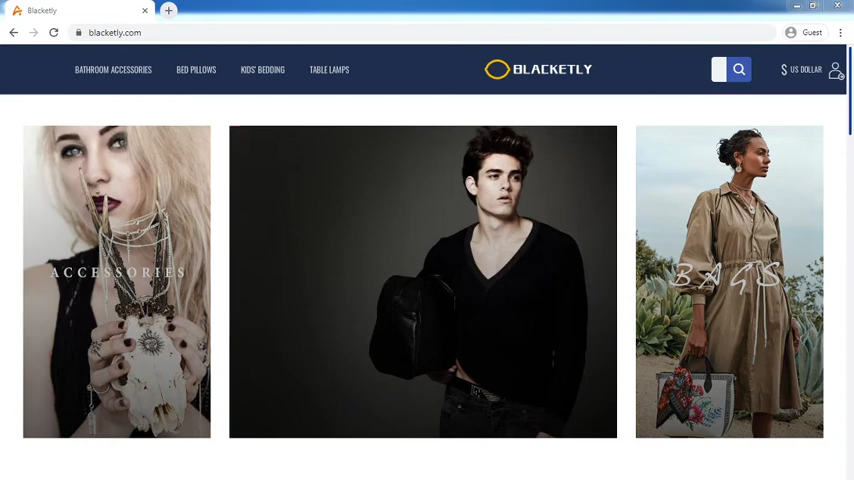 Blacketly
blacketly.com
Guest
BATHROOM ACCESSORIES
BED PILLOWS
KIDS' BEDDING
TABLE LAMPS
BLACKETLY
$ US DOLLAR
ACCESSORIES
BAGS